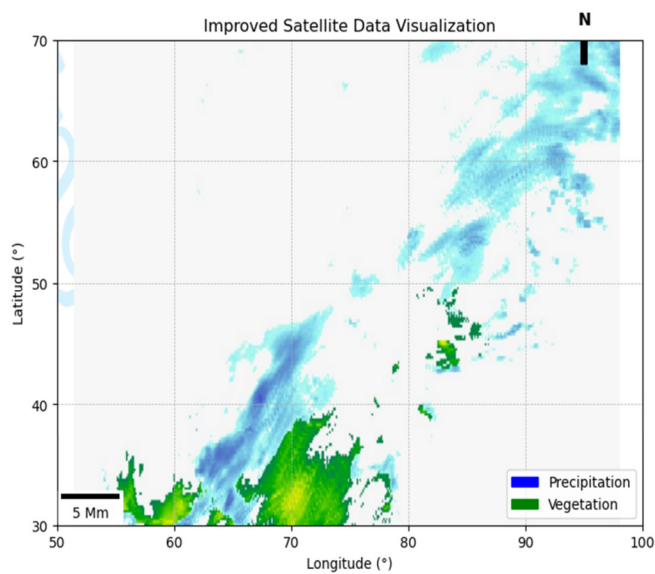 N
Improved Satellite Data Visualization
70
60
50
40
30
Latitude (°)
5 Mm
Precipitation
Vegetation
50 60 70 80 90 100
Longitude (°)